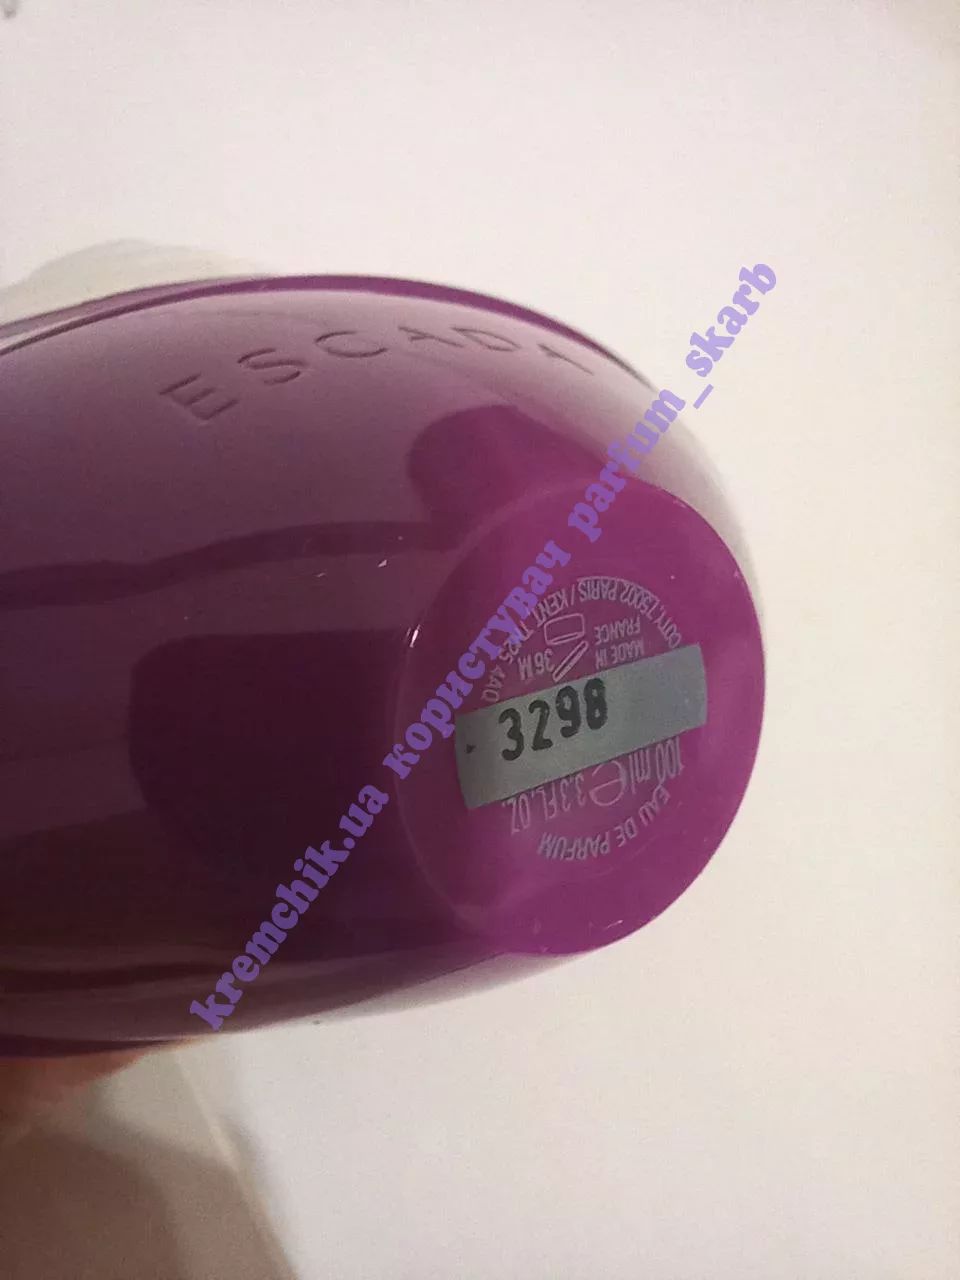 ESCADA
kremchik.ua користувач parfum_skarb
COTY, 75002 PARIS / KENT, TN25 4AQ
MADE IN
FRANCE
36M
3298
100 ml e 3.3 FL.OZ.
EAU DE PARFUM